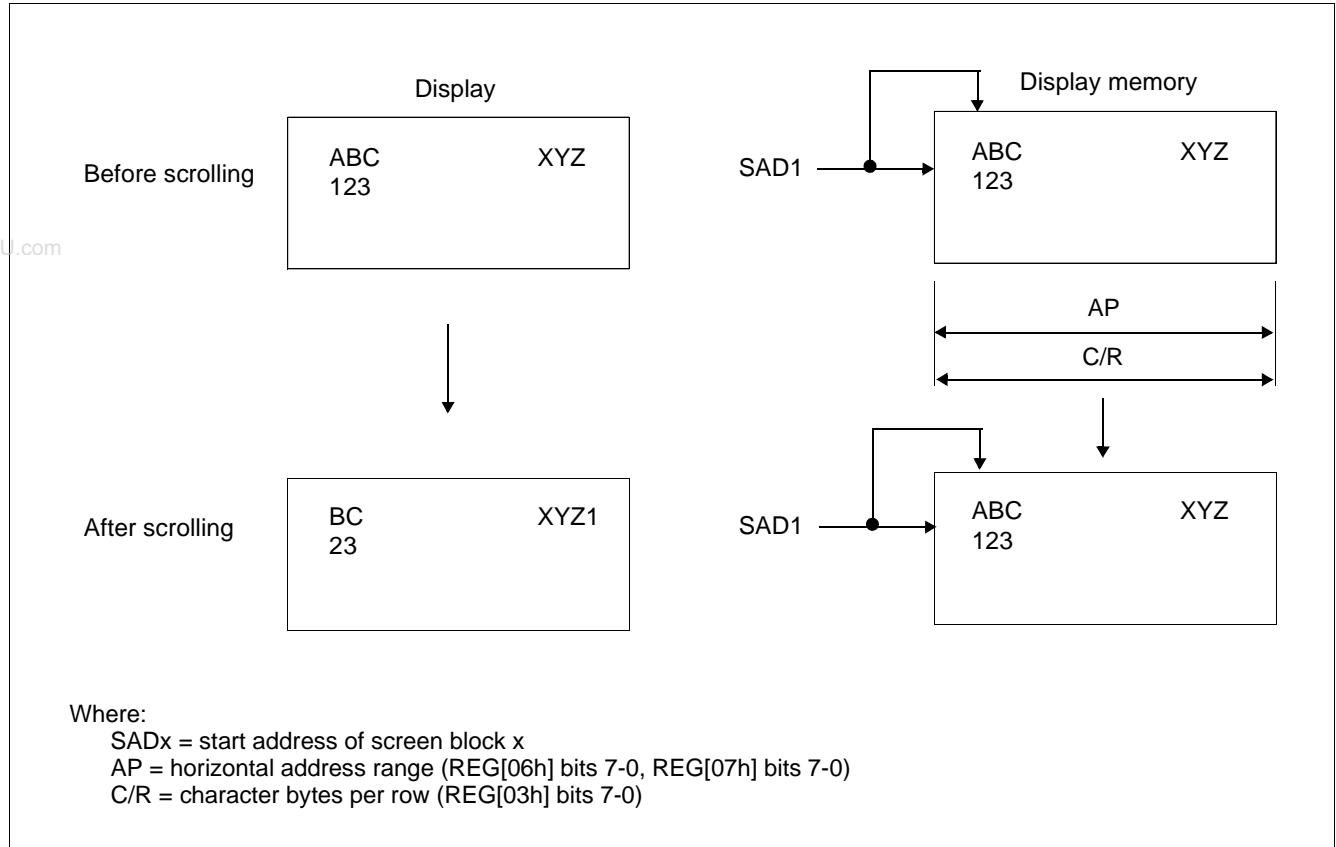 Display
Display memory
Before scrolling
ABC XYZ
123
SAD1
ABC XYZ
123
U.com
AP
C/R
After scrolling
BC XYZ1
23
SAD1
ABC XYZ
123
Where:
SADx = start address of screen block x
AP = horizontal address range (REG[06h] bits 7-0, REG[07h] bits 7-0)
C/R = character bytes per row (REG[03h] bits 7-0)